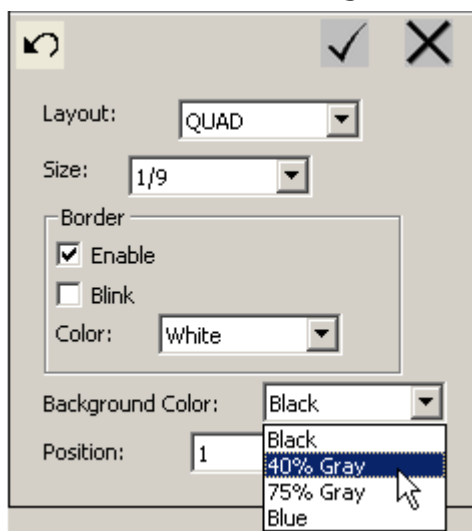 Layout: QUAD
Size: 1/9
Border
Enable
Blink
Color: White
Background Color: Black
Position: 1
Black
40% Gray
75% Gray
Blue